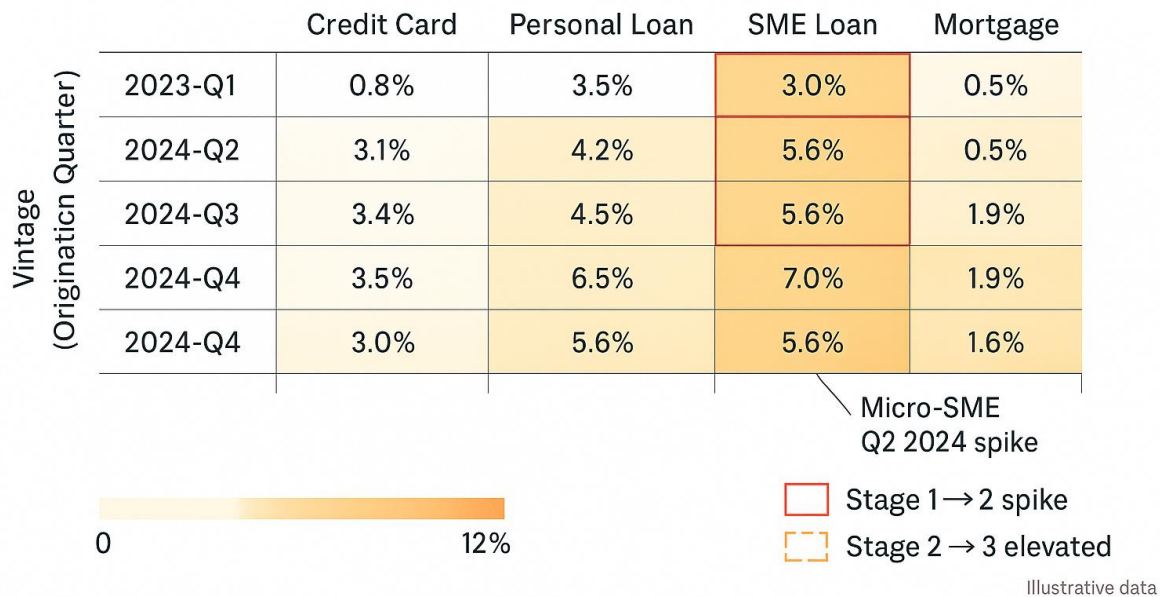 Credit Card Personal Loan SME Loan Mortgage
Vintage
(Originaticn Quarter)
2023-Q1 0.8% 3.5% 3.0% 0.5%
2024-Q2 3.1% 4.2% 5.6% 0.5%
2024-Q3 3.4% 4.5% 5.6% 1.9%
2024-Q4 3.5% 6.5% 7.0% 1.9%
2024-Q4 3.0% 5.6% 5.6% 1.6%
Micro-SME
Q2 2024 spike
0 12%
Stage 1→2 spike
Stage 2 → 3 elevated
Illustrative data